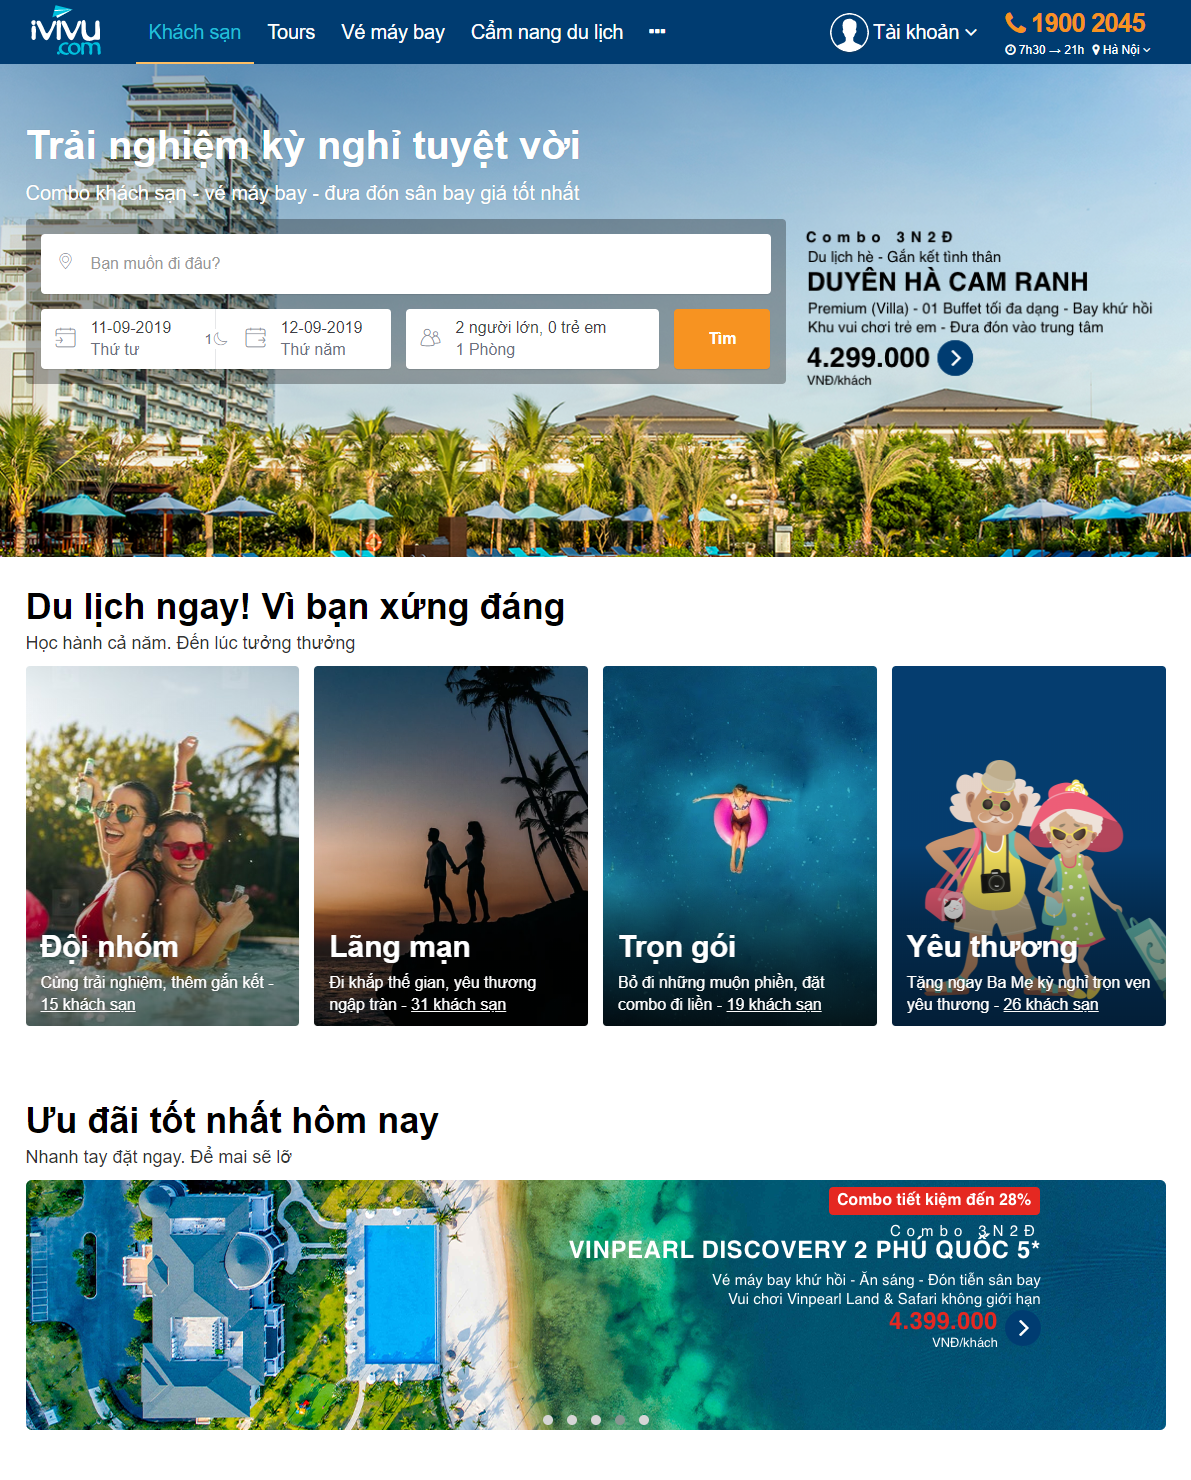 iVIVU
.com
Khách sạn
Tours
Vé máy bay
Cẩm nang du lịch
Tài khoản
1900 2045
7h30 → 21h
Hà Nội
Trải nghiệm kỳ nghỉ tuyệt vời
Combo khách sạn - vé máy bay - đưa đón sân bay giá tốt nhất
Bạn muốn đi đâu?
11-09-2019
Thứ tư
1
12-09-2019
Thứ năm
2 người lớn, 0 trẻ em
1 Phòng
Tìm
Combo 3N2Đ
Du lịch hè - Gắn kết tình thân
DUYÊN HÀ CAM RANH
Premium (Villa) - 01 Buffet tối đa dạng - Bay khứ hồi
Khu vui chơi trẻ em - Đưa đón vào trung tâm
4.299.000
VNĐ/khách
Du lịch ngay! Vì bạn xứng đáng
Học hành cả năm. Đến lúc tưởng thưởng
Đội nhóm
Cùng trải nghiệm, thêm gắn kết -
15 khách sạn
Lãng mạn
Đi khắp thế gian, yêu thương
ngập tràn - 31 khách sạn
Trọn gói
Bỏ đi những muộn phiền, đặt
combo đi liền - 19 khách sạn
Yêu thương
Tặng ngay Ba Mẹ kỳ nghỉ trọn vẹn
yêu thương - 26 khách sạn
Ưu đãi tốt nhất hôm nay
Nhanh tay đặt ngay. Để mai sẽ lỡ
Combo tiết kiệm đến 28%
Combo 3N2Đ
VINPEARL DISCOVERY 2 PHÚ QUỐC 5*
Vé máy bay khứ hồi - Ăn sáng - Đón tiễn sân bay
Vui chơi Vinpearl Land & Safari không giới hạn
4.399.000
VNĐ/khách